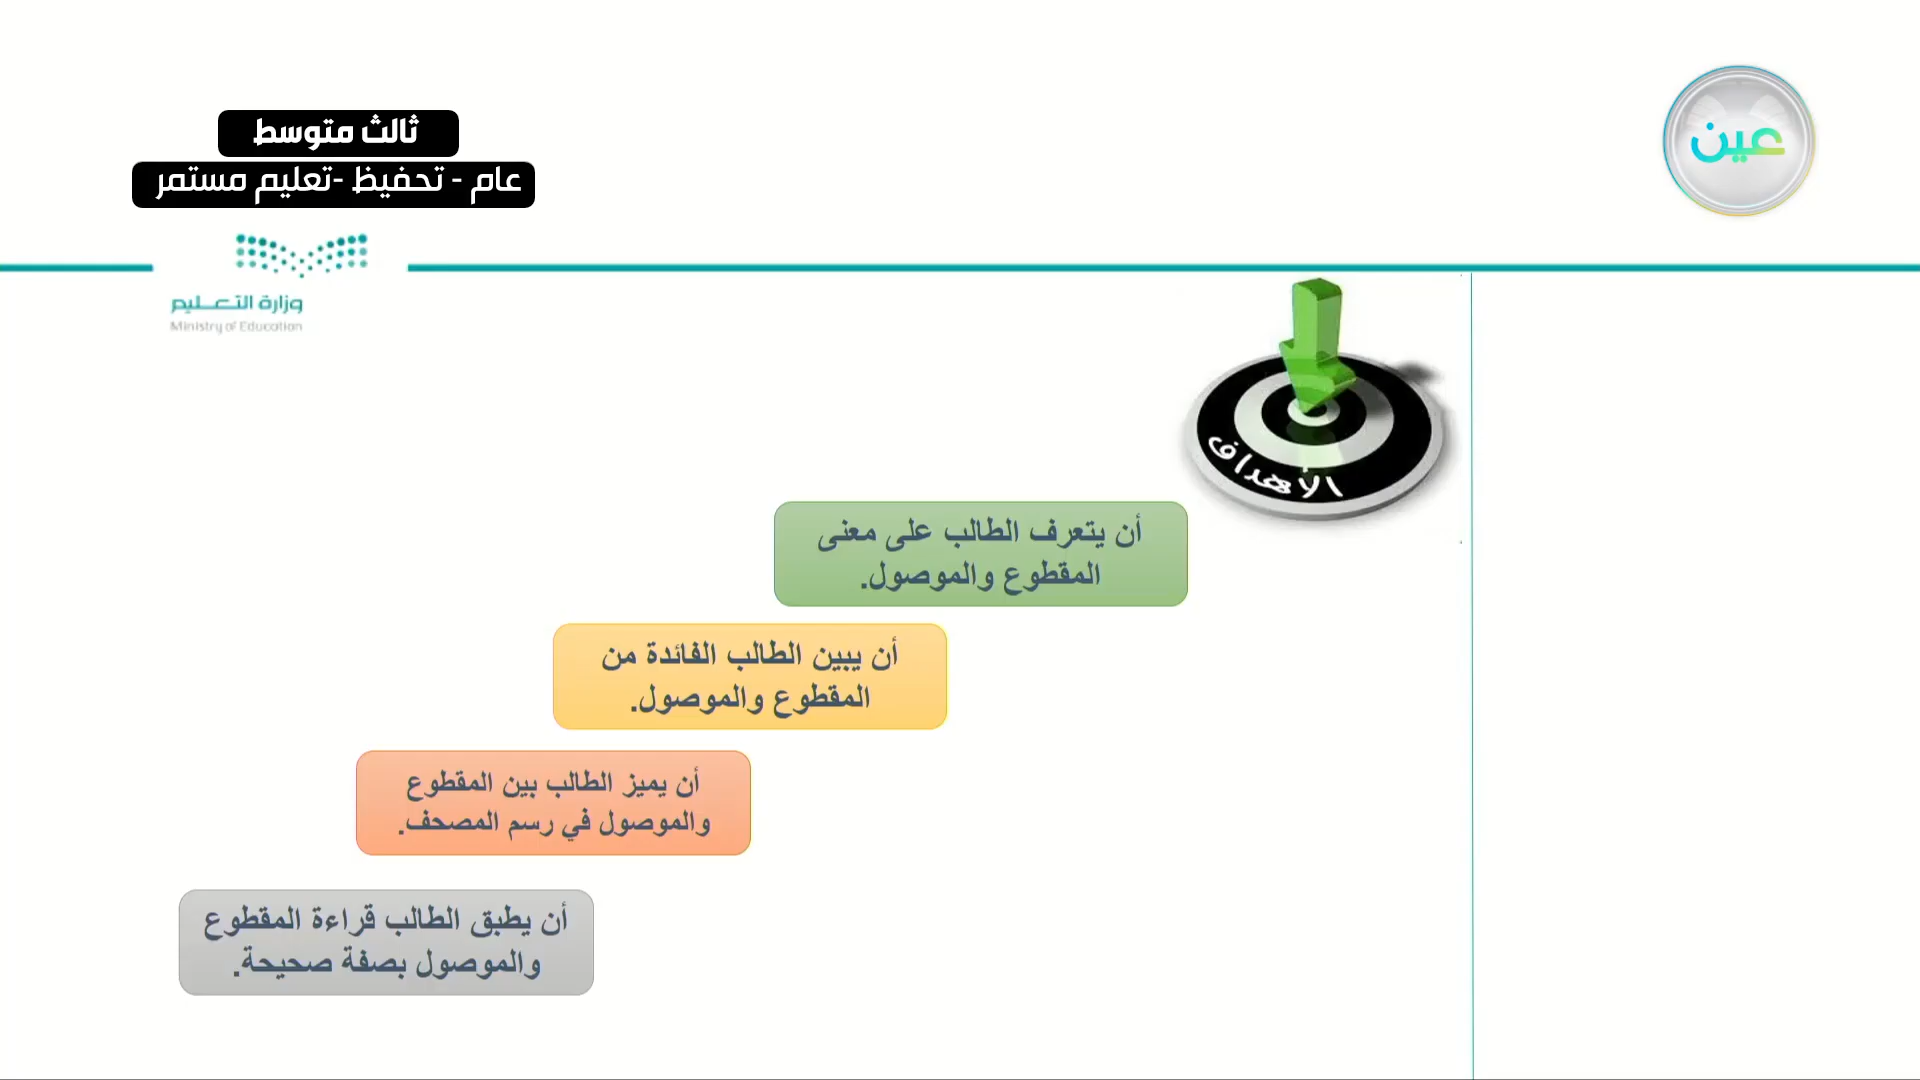 عين
ثالث متوسط
عام - تحفيظ -تعليم مستمر
وزارة التعـــليم
Ministry of Education
الأهداف
أن يتعرف الطالب على معنى
المقطوع والموصول.
أن يبين الطالب الفائدة من
المقطوع والموصول.
أن يميز الطالب بين المقطوع
والموصول في رسم المصحف.
أن يطبق الطالب قراءة المقطوع
والموصول بصفة صحيحة.